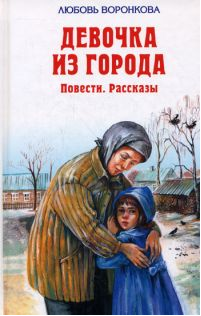 ЛЮБОВЬ ВОРОНКОВА
ДЕВОЧКА
ИЗ ГОРОДА
Повести. Рассказы